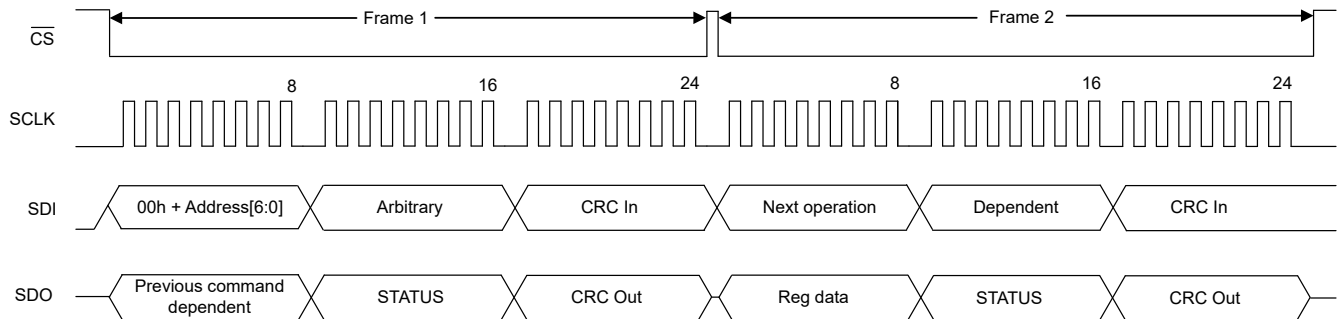 Frame 1
Frame 2
CS
8
16
24
8
16
24
SCLK
SDI
00h + Address[6:0]
Arbitrary
CRC In
Next operation
Dependent
CRC In
SDO
Previous command
dependent
STATUS
CRC Out
Reg data
STATUS
CRC Out